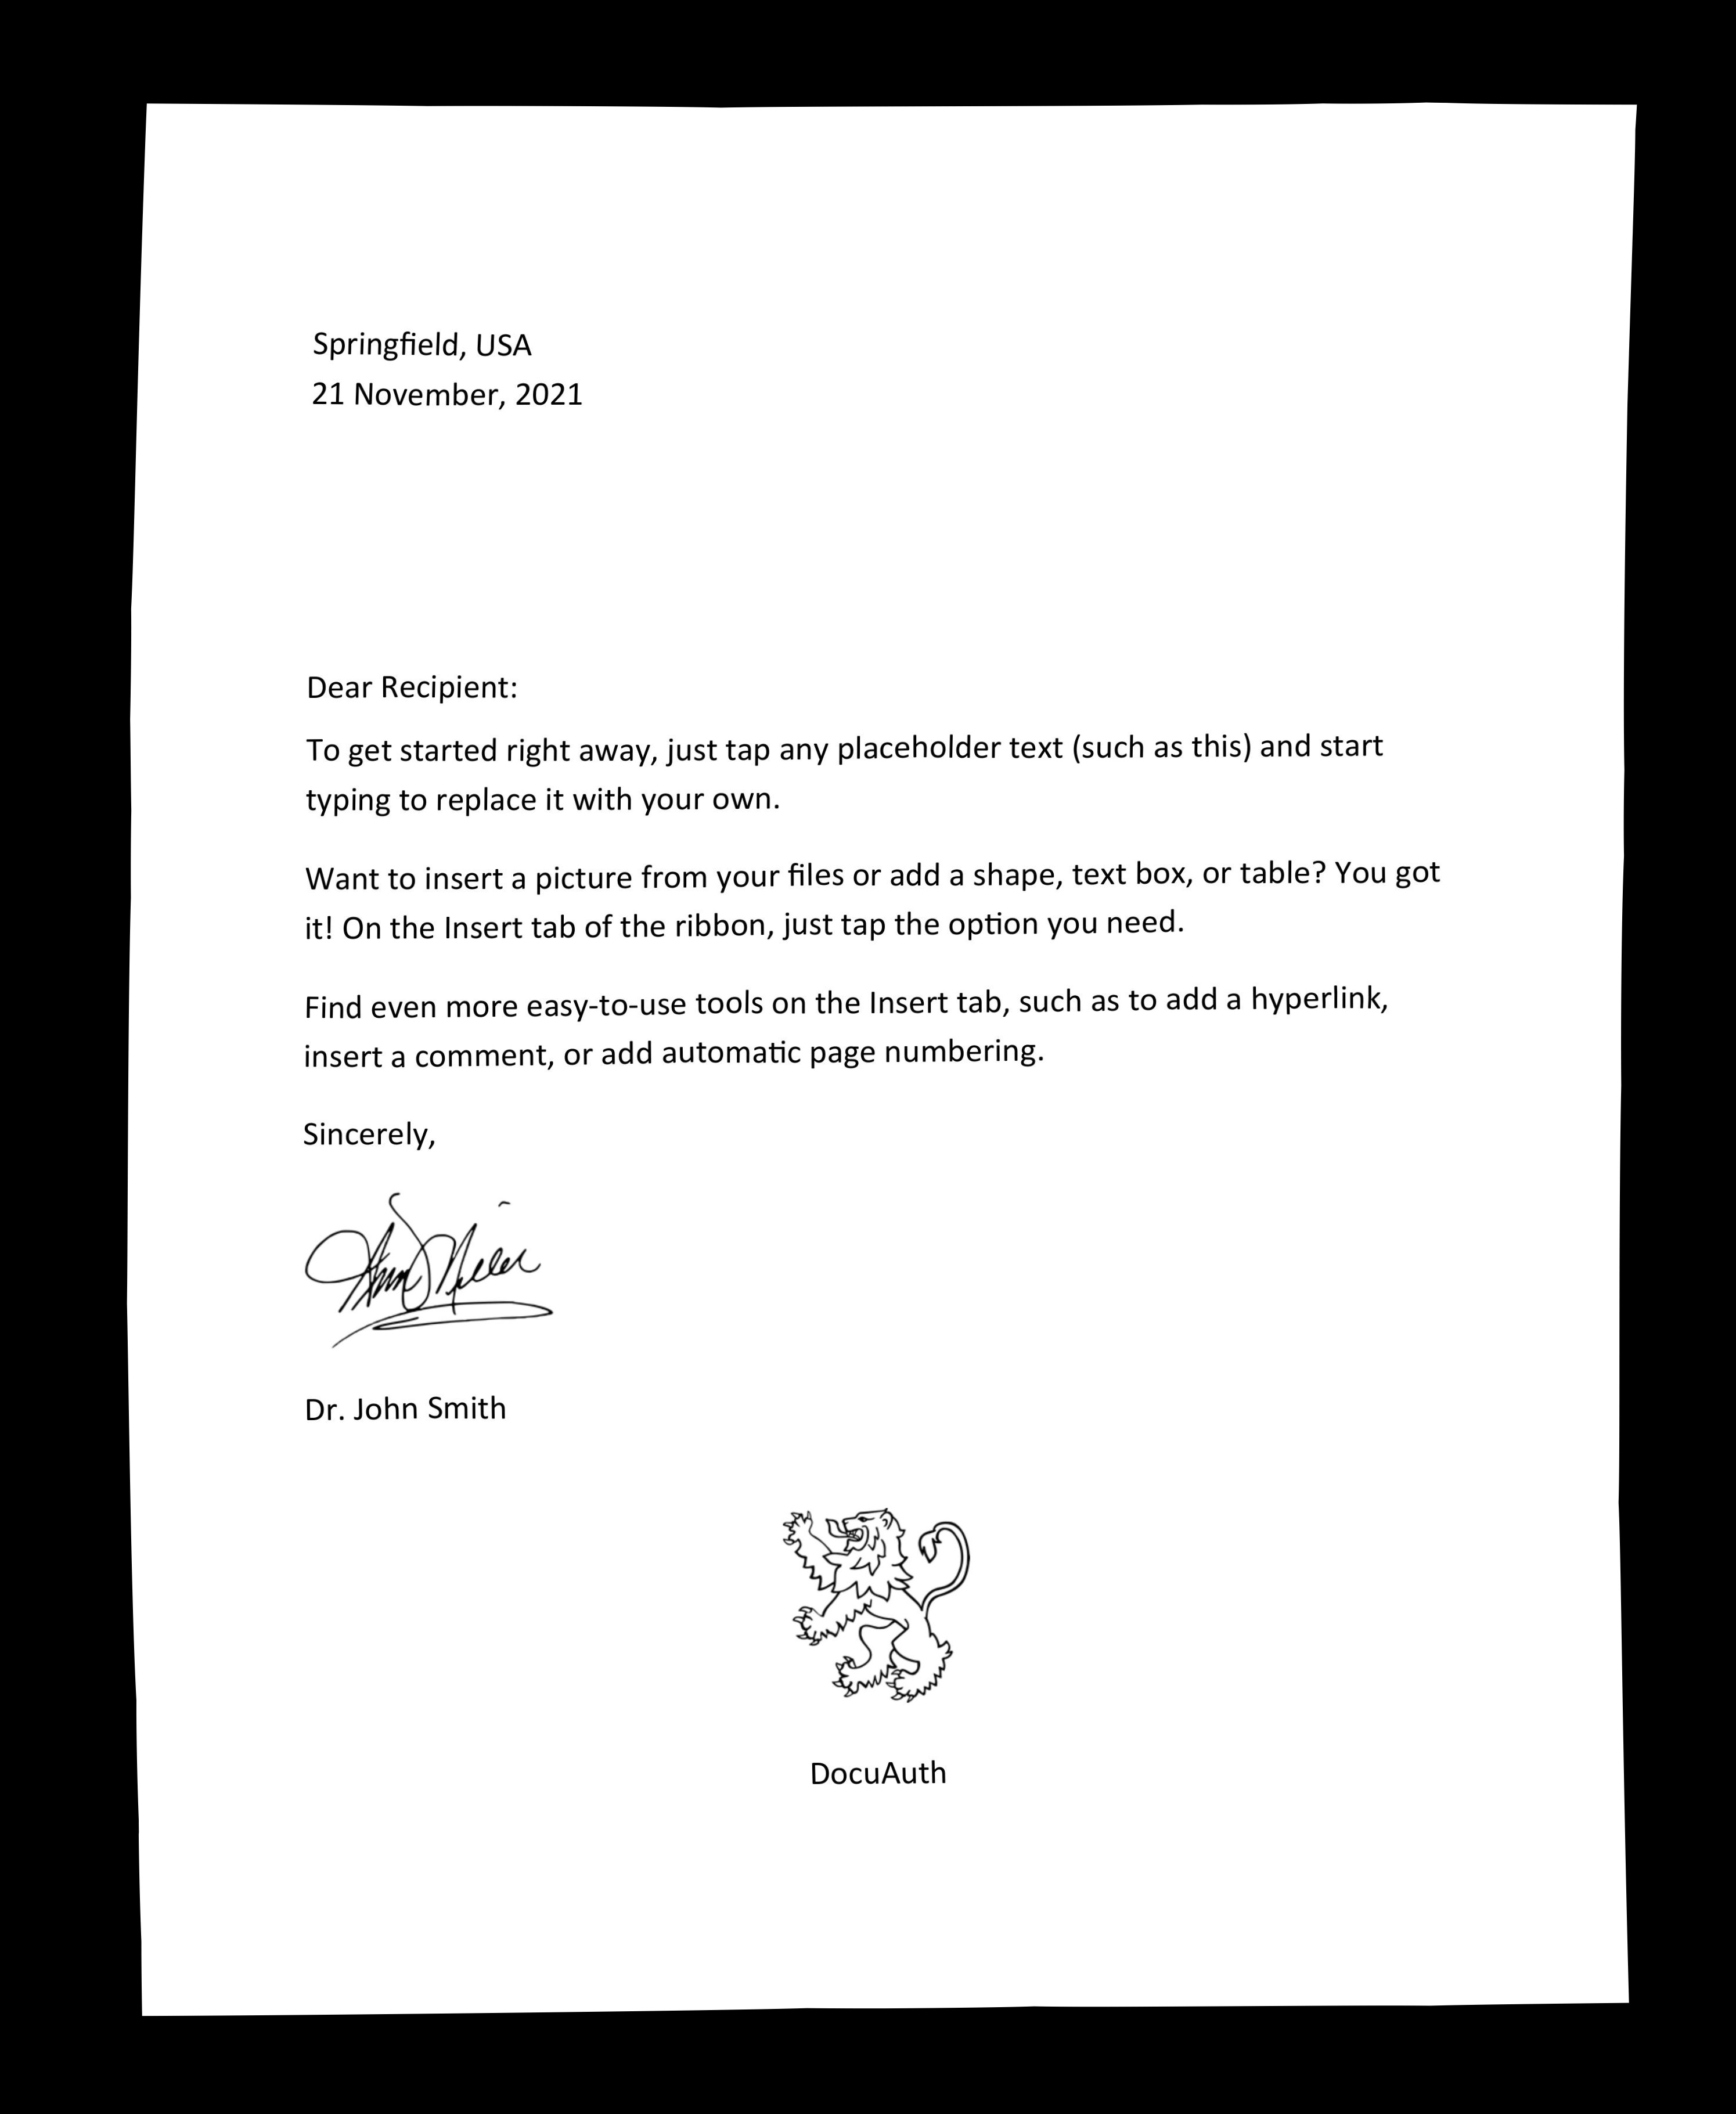 Springfield, USA
21 November, 2021
Dear Recipient:
To get started right away, just tap any placeholder text (such as this) and start
typing to replace it with your own.
Want to insert a picture from your files or add a shape, text box, or table? You got
it! On the Insert tab of the ribbon, just tap the option you need.
Find even more easy-to-use tools on the Insert tab, such as to add a hyperlink,
insert a comment, or add automatic page numbering.
Sincerely,
Dr. John Smith
DocuAuth